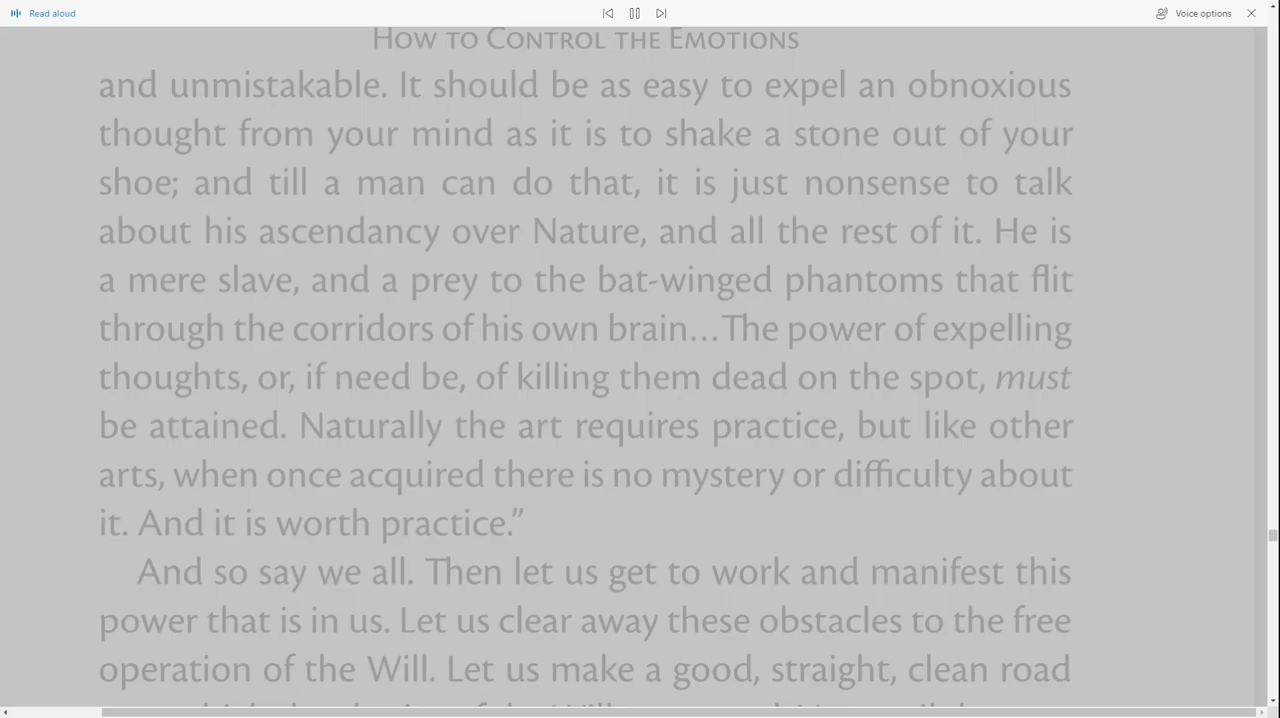 Read aloud
Voice options
How to Control the Emotions
and unmistakable. It should be as easy to expel an obnoxious
thought from your mind as it is to shake a stone out of your
shoe; and till a man can do that, it is just nonsense to talk
about his ascendancy over Nature, and all the rest of it. He is
a mere slave, and a prey to the bat-winged phantoms that flit
through the corridors of his own brain…The power of expelling
thoughts, or, if need be, of killing them dead on the spot, must
be attained. Naturally the art requires practice, but like other
arts, when once acquired there is no mystery or difficulty about
it. And it is worth practice.”
And so say we all. Then let us get to work and manifest this
power that is in us. Let us clear away these obstacles to the free
operation of the Will. Let us make a good, straight, clean road